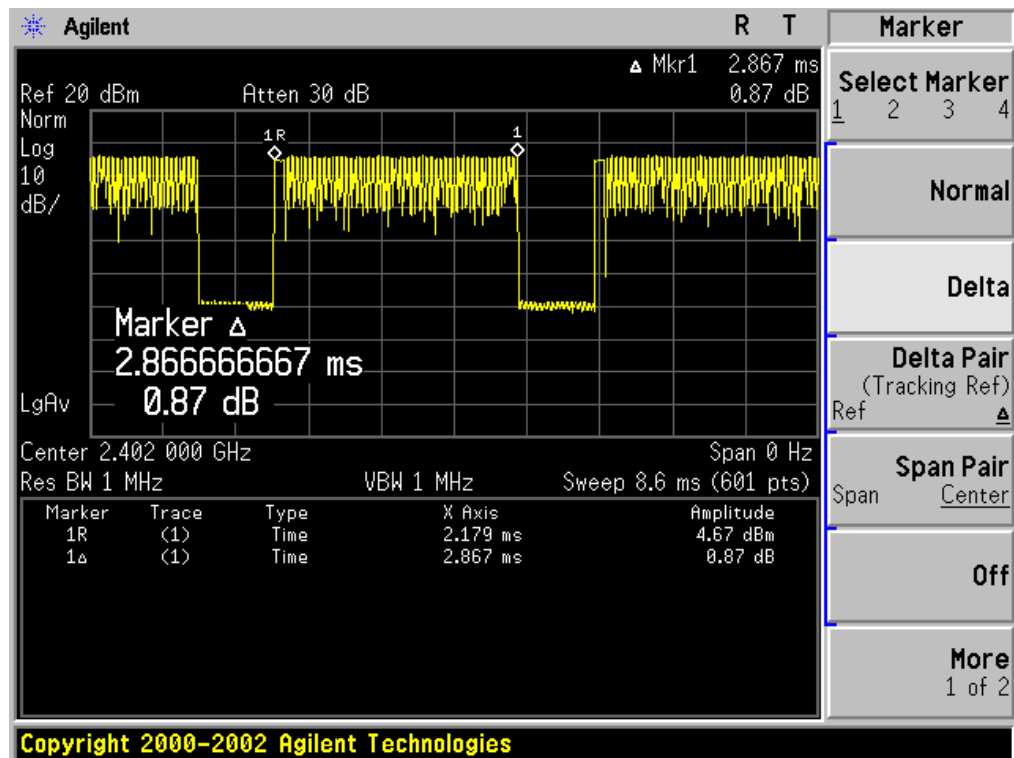 Agilent R T
Δ Mkr1 2.867 ms
Ref 20 dBm Atten 30 dB 0.87 dB
Norm
Log
10
dB/
1R 1
Marker Δ
2.866666667 ms
0.87 dB
LgAv
Center 2.402 000 GHz Span 0 Hz
Res BW 1 MHz VBW 1 MHz Sweep 8.6 ms (601 pts)
Marker Trace Type X Axis Amplitude
1R (1) Time 2.179 ms 4.67 dBm
1Δ (1) Time 2.867 ms 0.87 dB
Marker
Select Marker
1 2 3 4
Normal
Delta
Delta Pair
(Tracking Ref)
Ref Δ
Span Pair
Span Center
Off
More
1 of 2
Copyright 2000-2002 Agilent Technologies